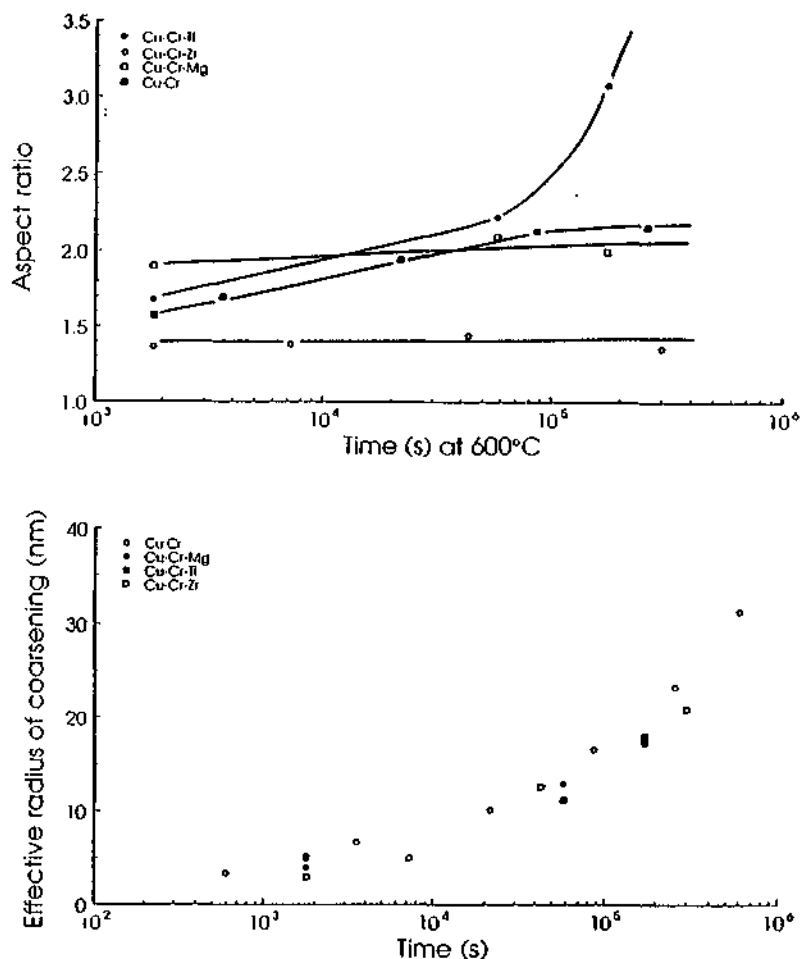 3.5
Cu-Cr-Ti
Cu-Cr-Zr
Cu-Cr-Mg
Cu-Cr
3.0
2.5
2.0
1.5
1.0
Aspect ratio
10³ 10⁴ 10⁵ 10⁶
Time (s) at 600°C
40
Cu-Cr
Cu-Cr-Mg
Cu-Cr-Ti
Cu-Cr-Zr
30
20
10
0
Effective radius of coarsening (nm)
10² 10³ 10⁴ 10⁵ 10⁶
Time (s)